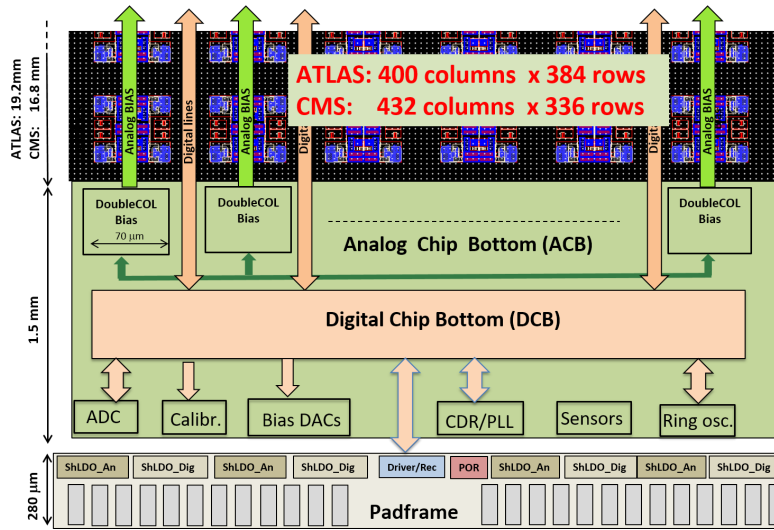 ATLAS: 19.2mm
CMS: 16.8 mm
Analog BIAS
Digital lines
Analog BIAS
Digital
Digital
Analog BIAS
ATLAS: 400 columns x 384 rows
CMS: 432 columns x 336 rows
DoubleCOL
Bias
70 µm
DoubleCOL
Bias
DoubleCOL
Bias
Analog Chip Bottom (ACB)
1.5 mm
Digital Chip Bottom (DCB)
ADC
Calibr.
Bias DACs
CDR/PLL
Sensors
Ring osc.
280 µm
ShLDO_An
ShLDO_Dig
ShLDO_An
ShLDO_Dig
Driver/Rec
POR
ShLDO_An
ShLDO_Dig
ShLDO_An
ShLDO_Dig
Padframe